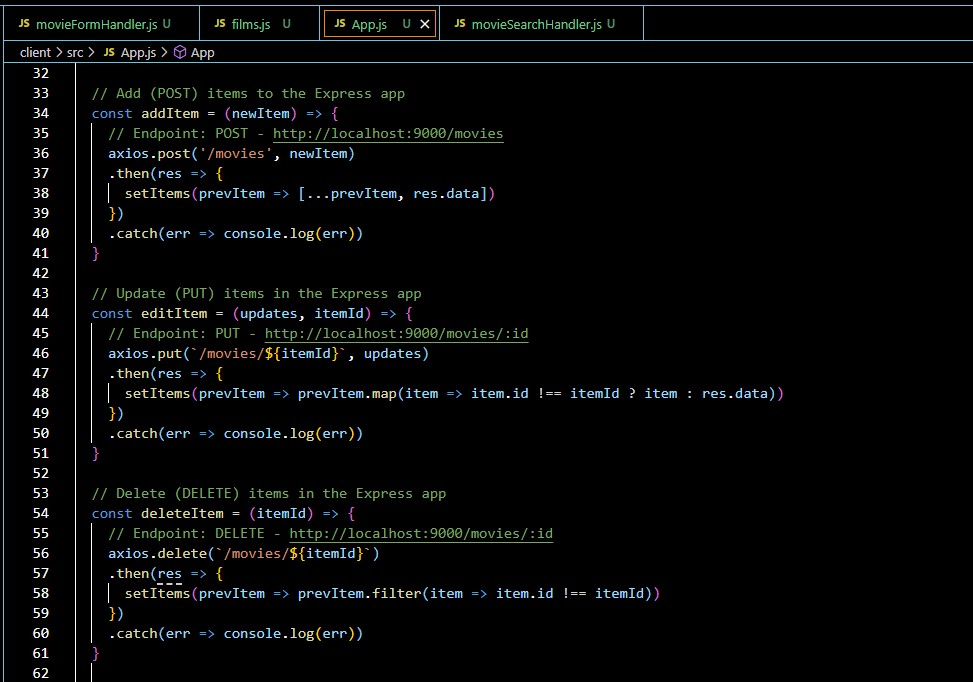 JS movieFormHandler.js U JS films.js U JS App.js U JS movieSearchHandler.js U
client > src > JS App.js > App
32
33 // Add (POST) items to the Express app
34 const addItem = (newItem) => {
35 // Endpoint: POST - http://localhost:9000/movies
36 axios.post('/movies', newItem)
37 .then(res => {
38 setItems(prevItem => [...prevItem, res.data])
39 })
40 .catch(err => console.log(err))
41 }
42
43 // Update (PUT) items in the Express app
44 const editItem = (updates, itemId) => {
45 // Endpoint: PUT - http://localhost:9000/movies/:id
46 axios.put(`/movies/${itemId}`, updates)
47 .then(res => {
48 setItems(prevItem => prevItem.map(item => item.id !== itemId ? item : res.data))
49 })
50 .catch(err => console.log(err))
51 }
52
53 // Delete (DELETE) items in the Express app
54 const deleteItem = (itemId) => {
55 // Endpoint: DELETE - http://localhost:9000/movies/:id
56 axios.delete(`/movies/${itemId}`)
57 .then(res => {
58 setItems(prevItem => prevItem.filter(item => item.id !== itemId))
59 })
60 .catch(err => console.log(err))
61 }
62